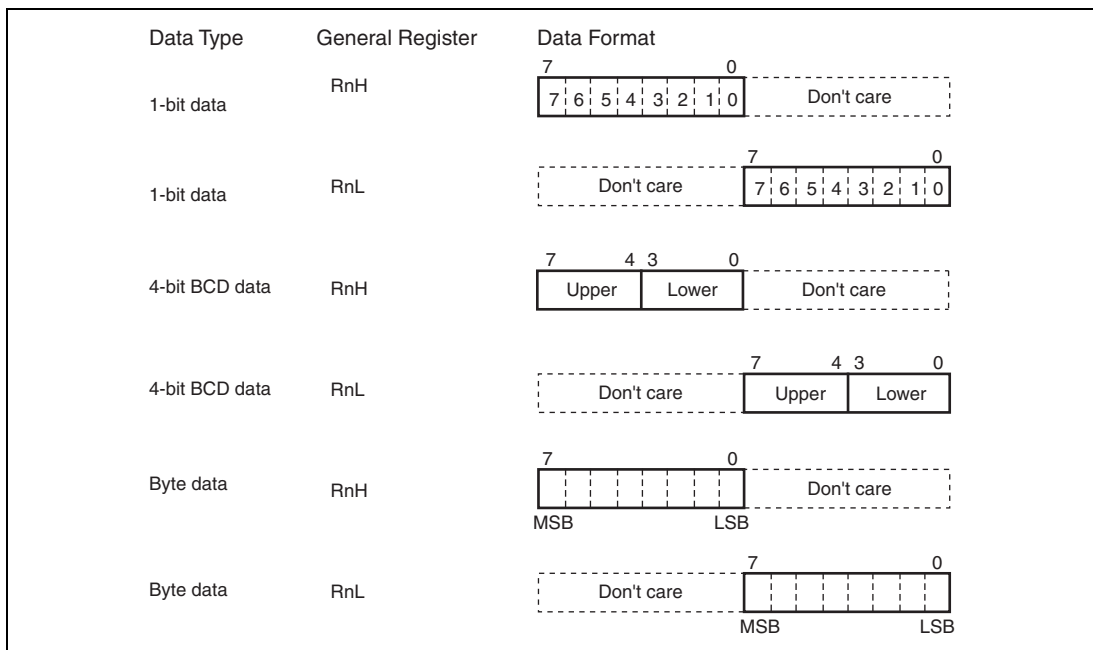 Data Type General Register Data Format
7 0
1-bit data RnH 7 6 5 4 3 2 1 0 Don't care
7 0
1-bit data RnL Don't care 7 6 5 4 3 2 1 0
7 4 3 0
4-bit BCD data RnH Upper Lower Don't care
7 4 3 0
4-bit BCD data RnL Don't care Upper Lower
7 0
Byte data RnH Don't care
MSB LSB
7 0
Byte data RnL Don't care
MSB LSB